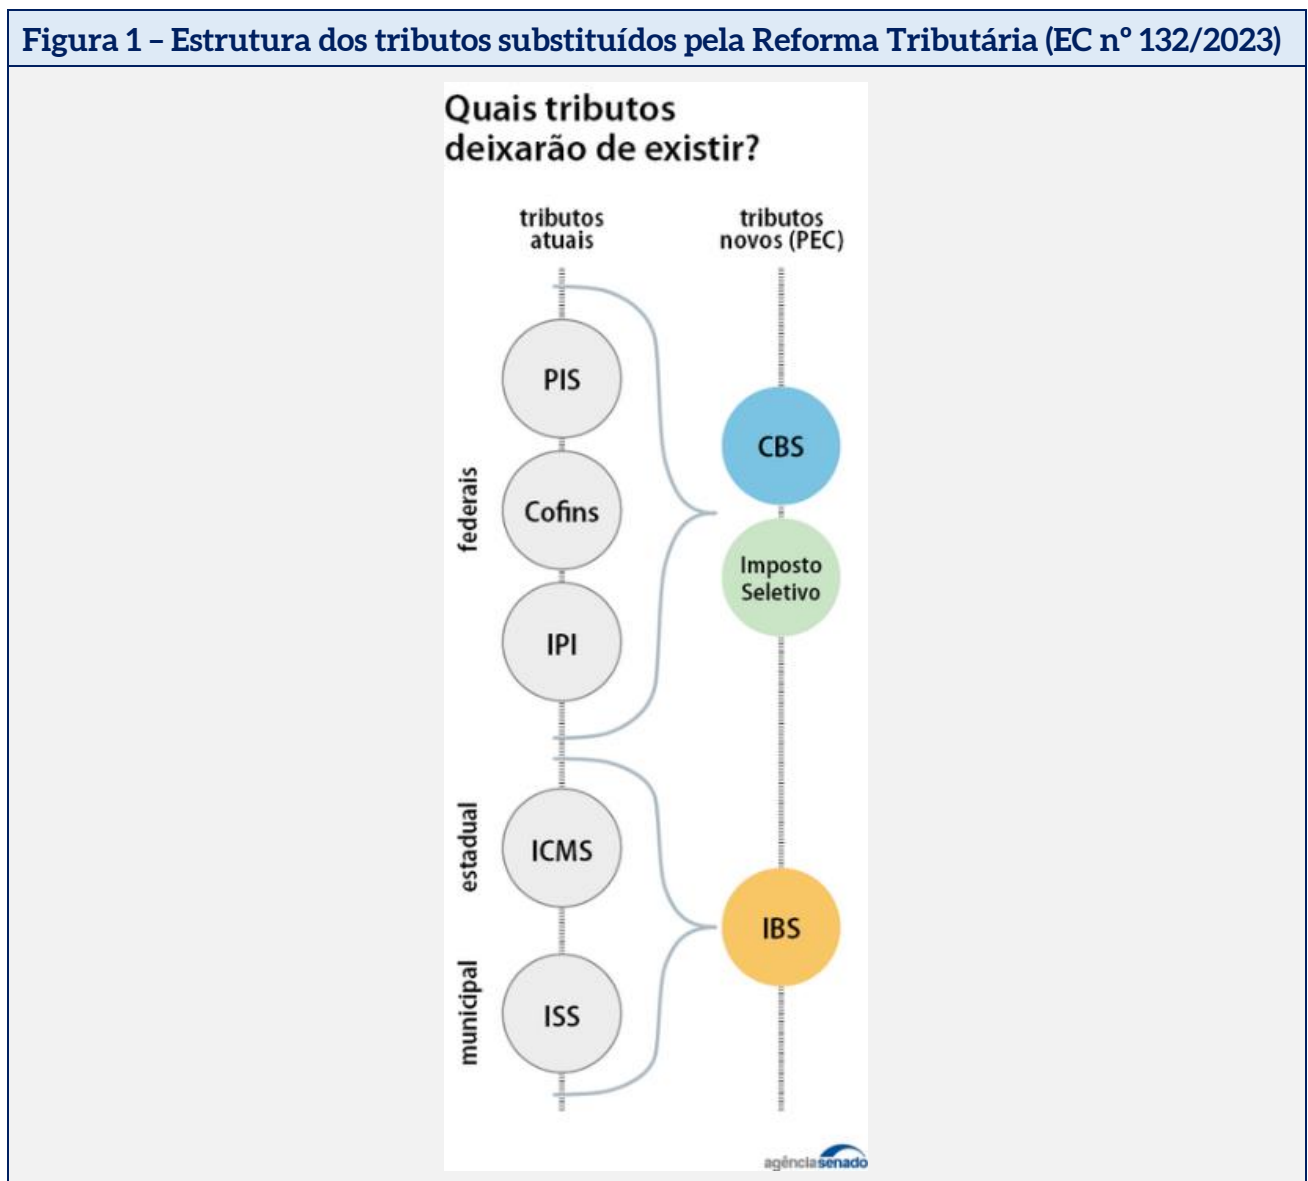 Figura 1 – Estrutura dos tributos substituídos pela Reforma Tributária (EC nº 132/2023)
Quais tributos
deixarão de existir?
tributos
atuais
tributos
novos (PEC)
federais
PIS
Cofins
IPI
CBS
Imposto
Seletivo
estadual
ICMS
municipal
ISS
IBS
agênciasenado